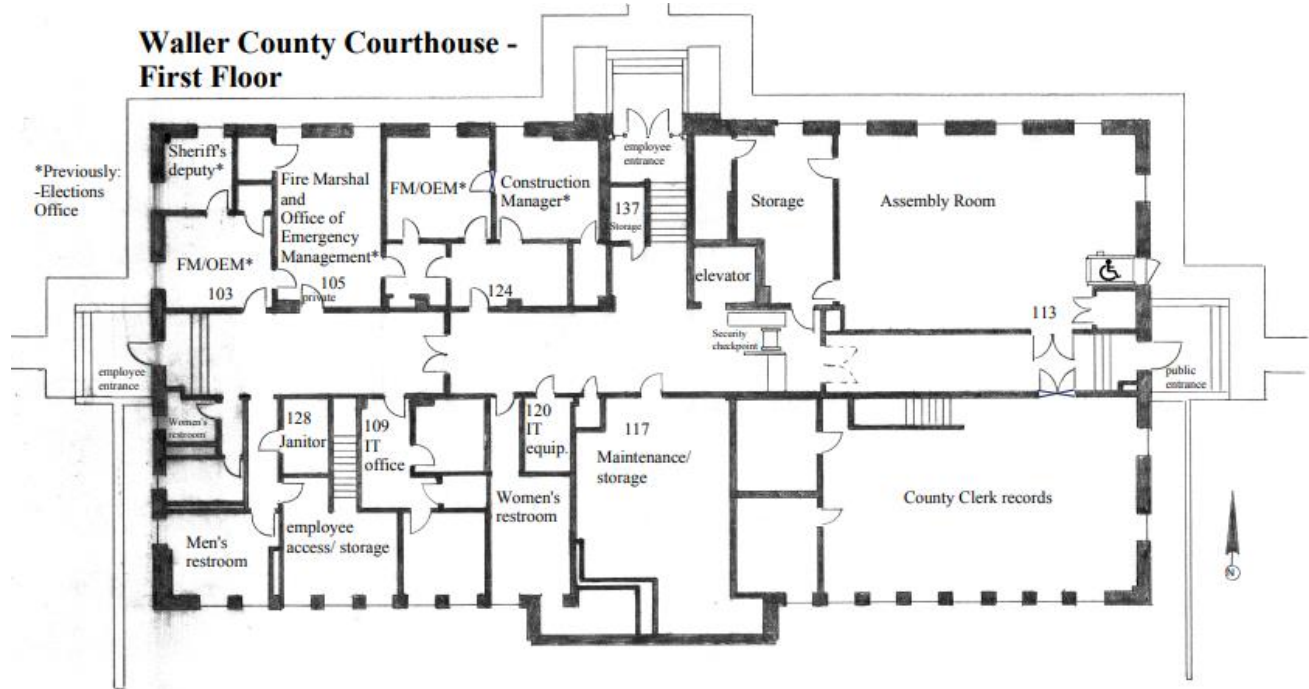 Waller County Courthouse -
First Floor
*Previously:
-Elections
Office
Sheriff's
deputy*
Fire Marshal
and
Office of
Emergency
Management*
105
private
FM/OEM*
103
FM/OEM*
Construction
Manager*
124
employee
entrance
137
Storage
elevator
Storage
Assembly Room
113
Security
checkpoint
employee
entrance
public
entrance
Women's
restroom
128
Janitor
109
IT
office
120
IT
equip.
117
Maintenance/
storage
Women's
restroom
employee
access/ storage
Men's
restroom
County Clerk records
N